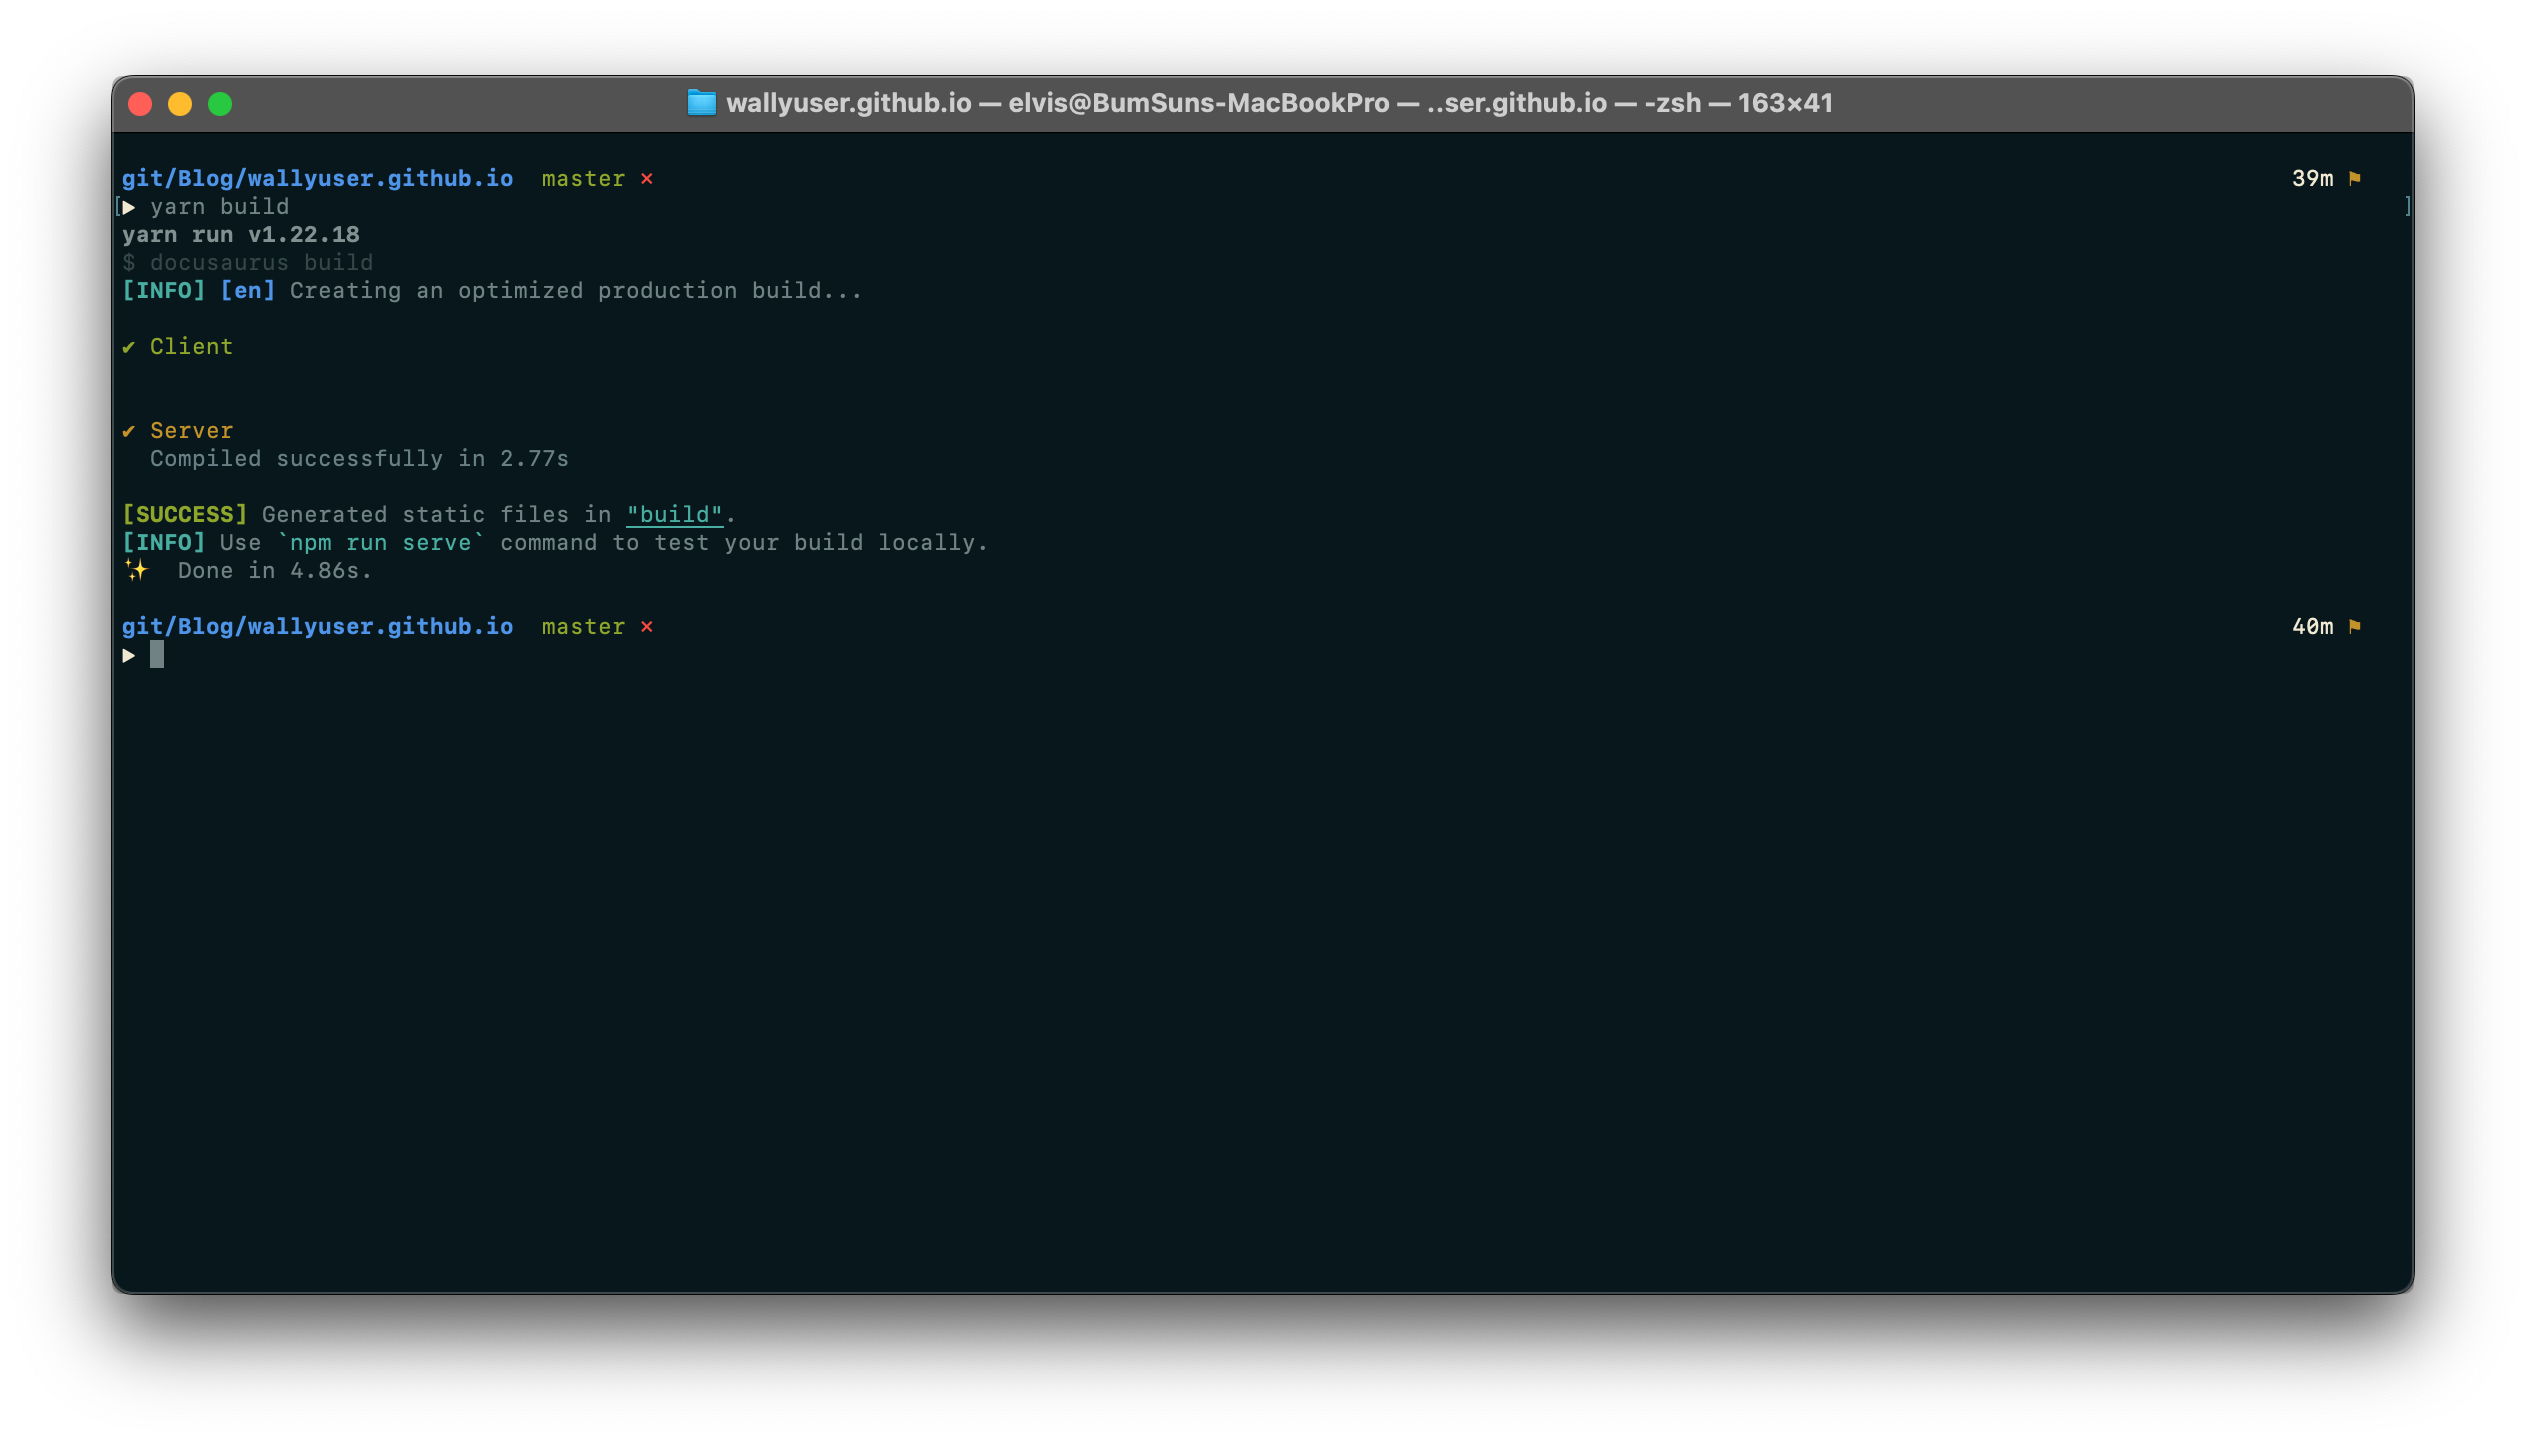 wallyuser.github.io — elvis@BumSuns-MacBookPro — ..ser.github.io — -zsh — 163×41
git/Blog/wallyuser.github.io  master × 39m ⚑
[▶ yarn build ]
yarn run v1.22.18
$ docusaurus build
[INFO] [en] Creating an optimized production build...
✔ Client
✔ Server
Compiled successfully in 2.77s
[SUCCESS] Generated static files in "build".
[INFO] Use `npm run serve` command to test your build locally.
✨  Done in 4.86s.
git/Blog/wallyuser.github.io  master × 40m ⚑
▶